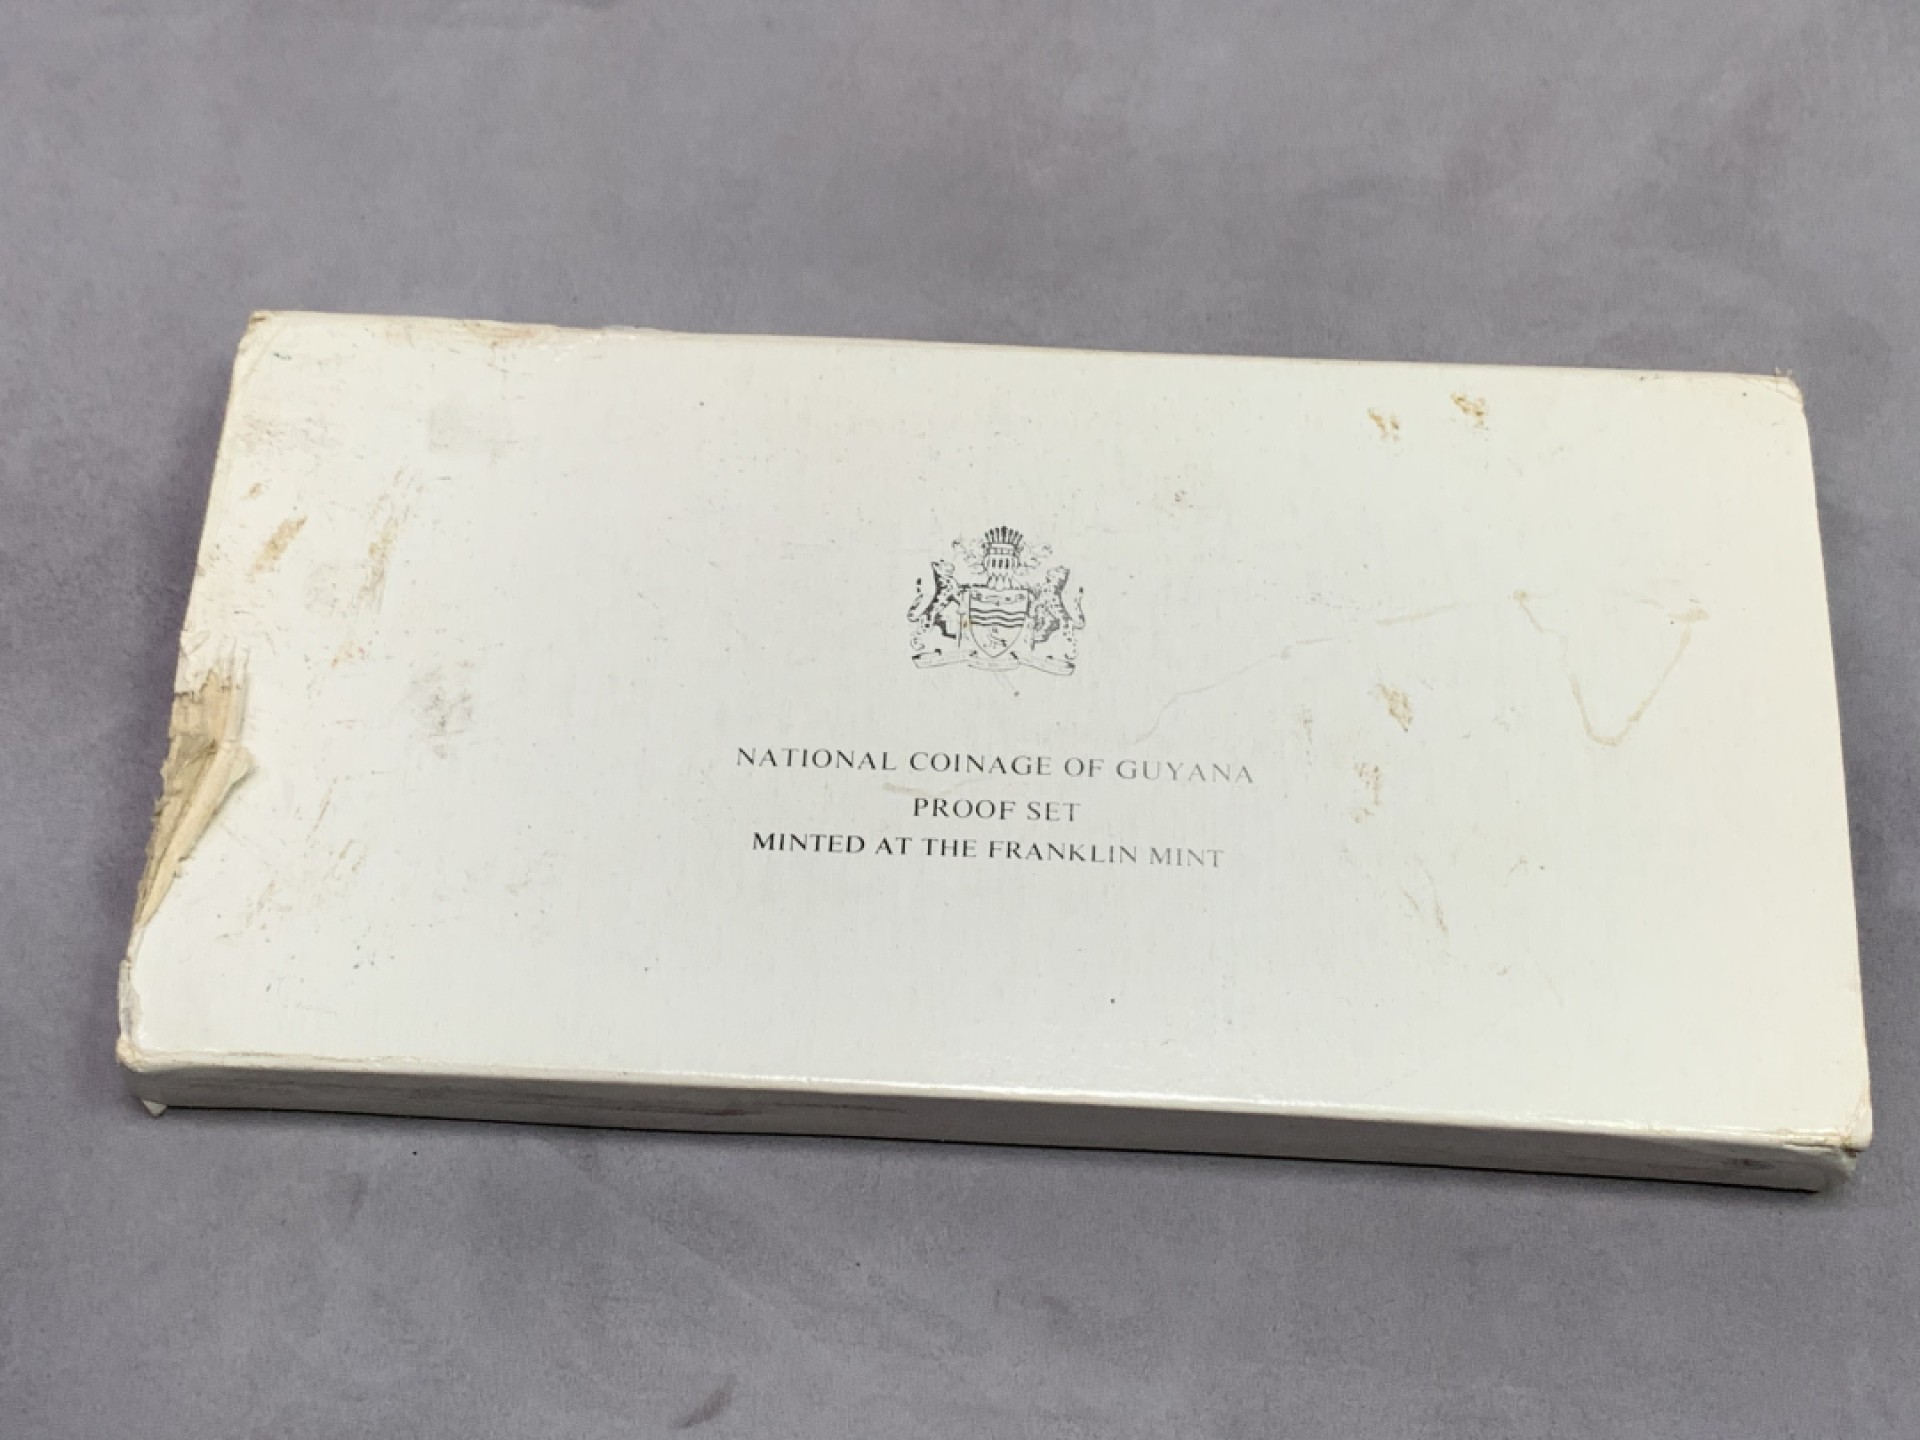 NATIONAL COINAGE OF GUYANA
PROOF SET
MINTED AT THE FRANKLIN MINT